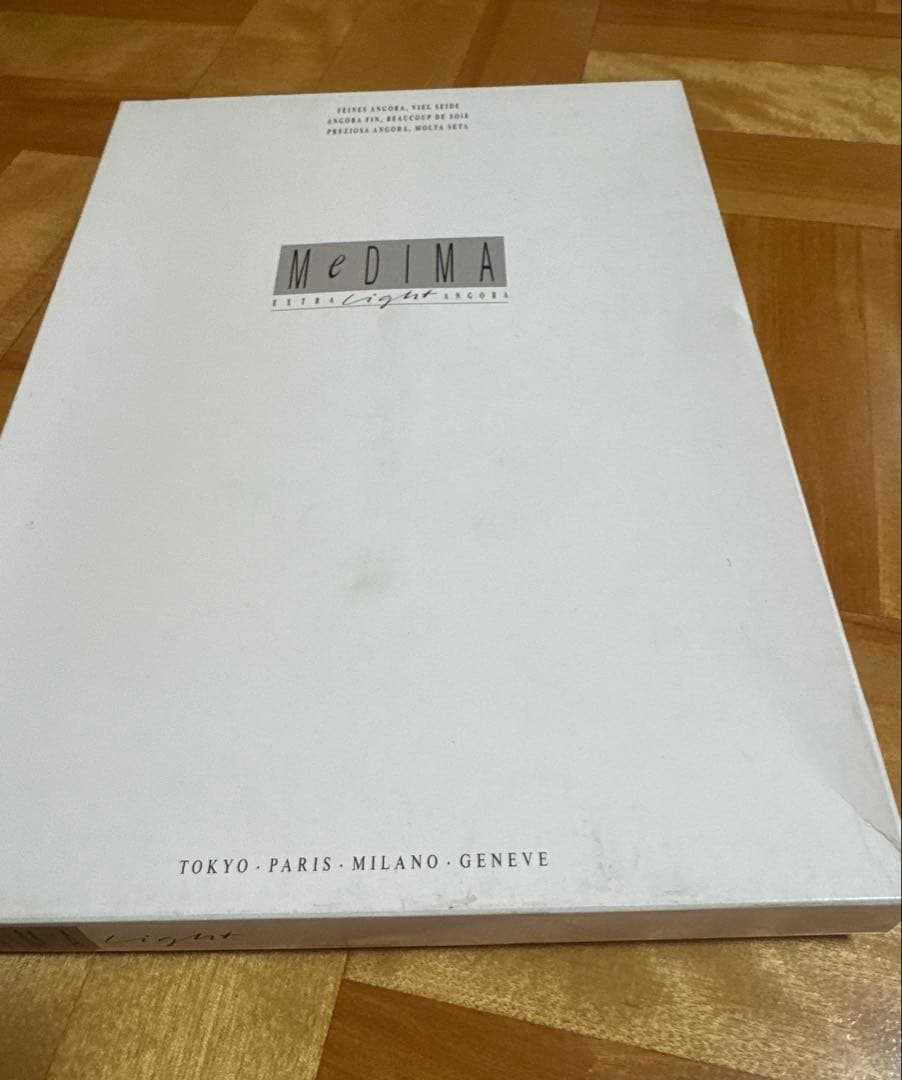 FEINES ANGORA, VIEL SEIDE
ANGORA FIN, BEAUCOUP DE SOIE
PREZIOSA ANGORA, MOLTA SETA
MeDIMA
EXTRA Light ANGORA
TOKYO · PARIS · MILANO · GENEVE
Light